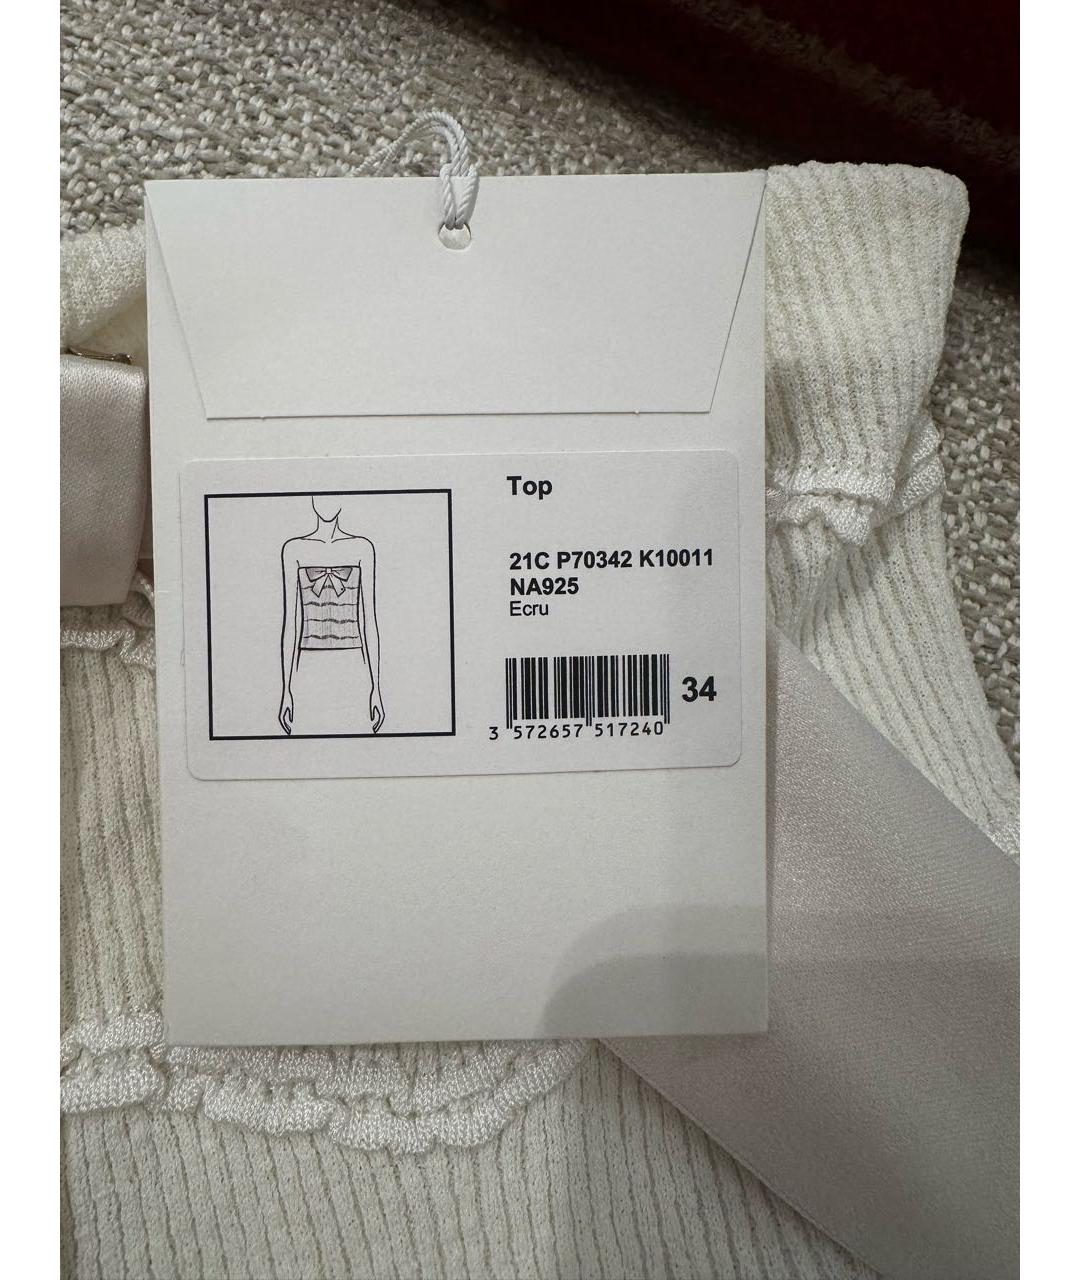 Top
21C P70342 K10011
NA925
Ecru
34
3 572657 517240